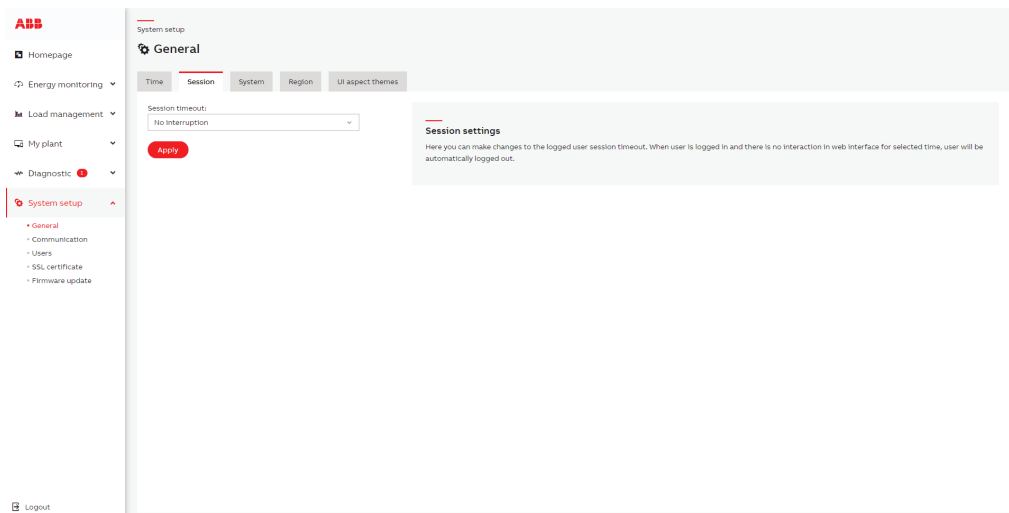 ABB
Homepage
Energy monitoring
Load management
My plant
Diagnostic 1
System setup
General
Communication
Users
SSL certificate
Firmware update
Logout
System setup
General
Time
Session
System
Region
UI aspect themes
Session timeout:
No interruption
Apply
Session settings
Here you can make changes to the logged user session timeout. When user is logged in and there is no interaction in web interface for selected time, user will be
automatically logged out.